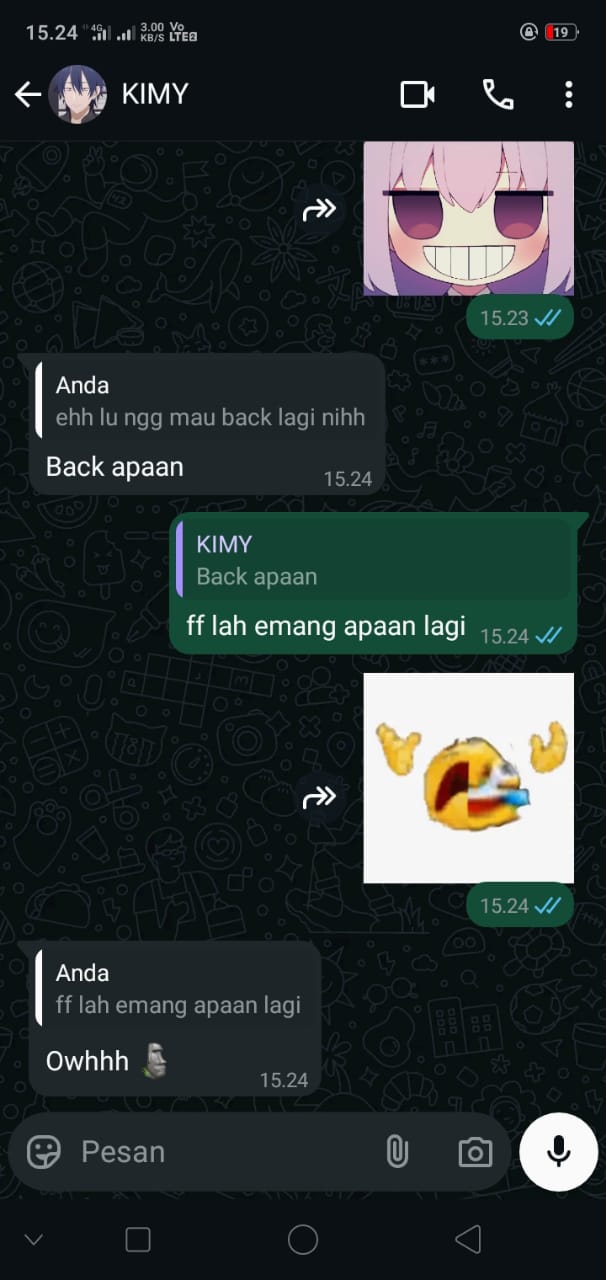 15.24 4G 3.00 KB/S Vo LTE2 19
KIMY
15.23
Anda
ehh lu ngg mau back lagi nihh
Back apaan
15.24
KIMY
Back apaan
ff lah emang apaan lagi
15.24
15.24
Anda
ff lah emang apaan lagi
Owhhh 🗿
15.24
Pesan